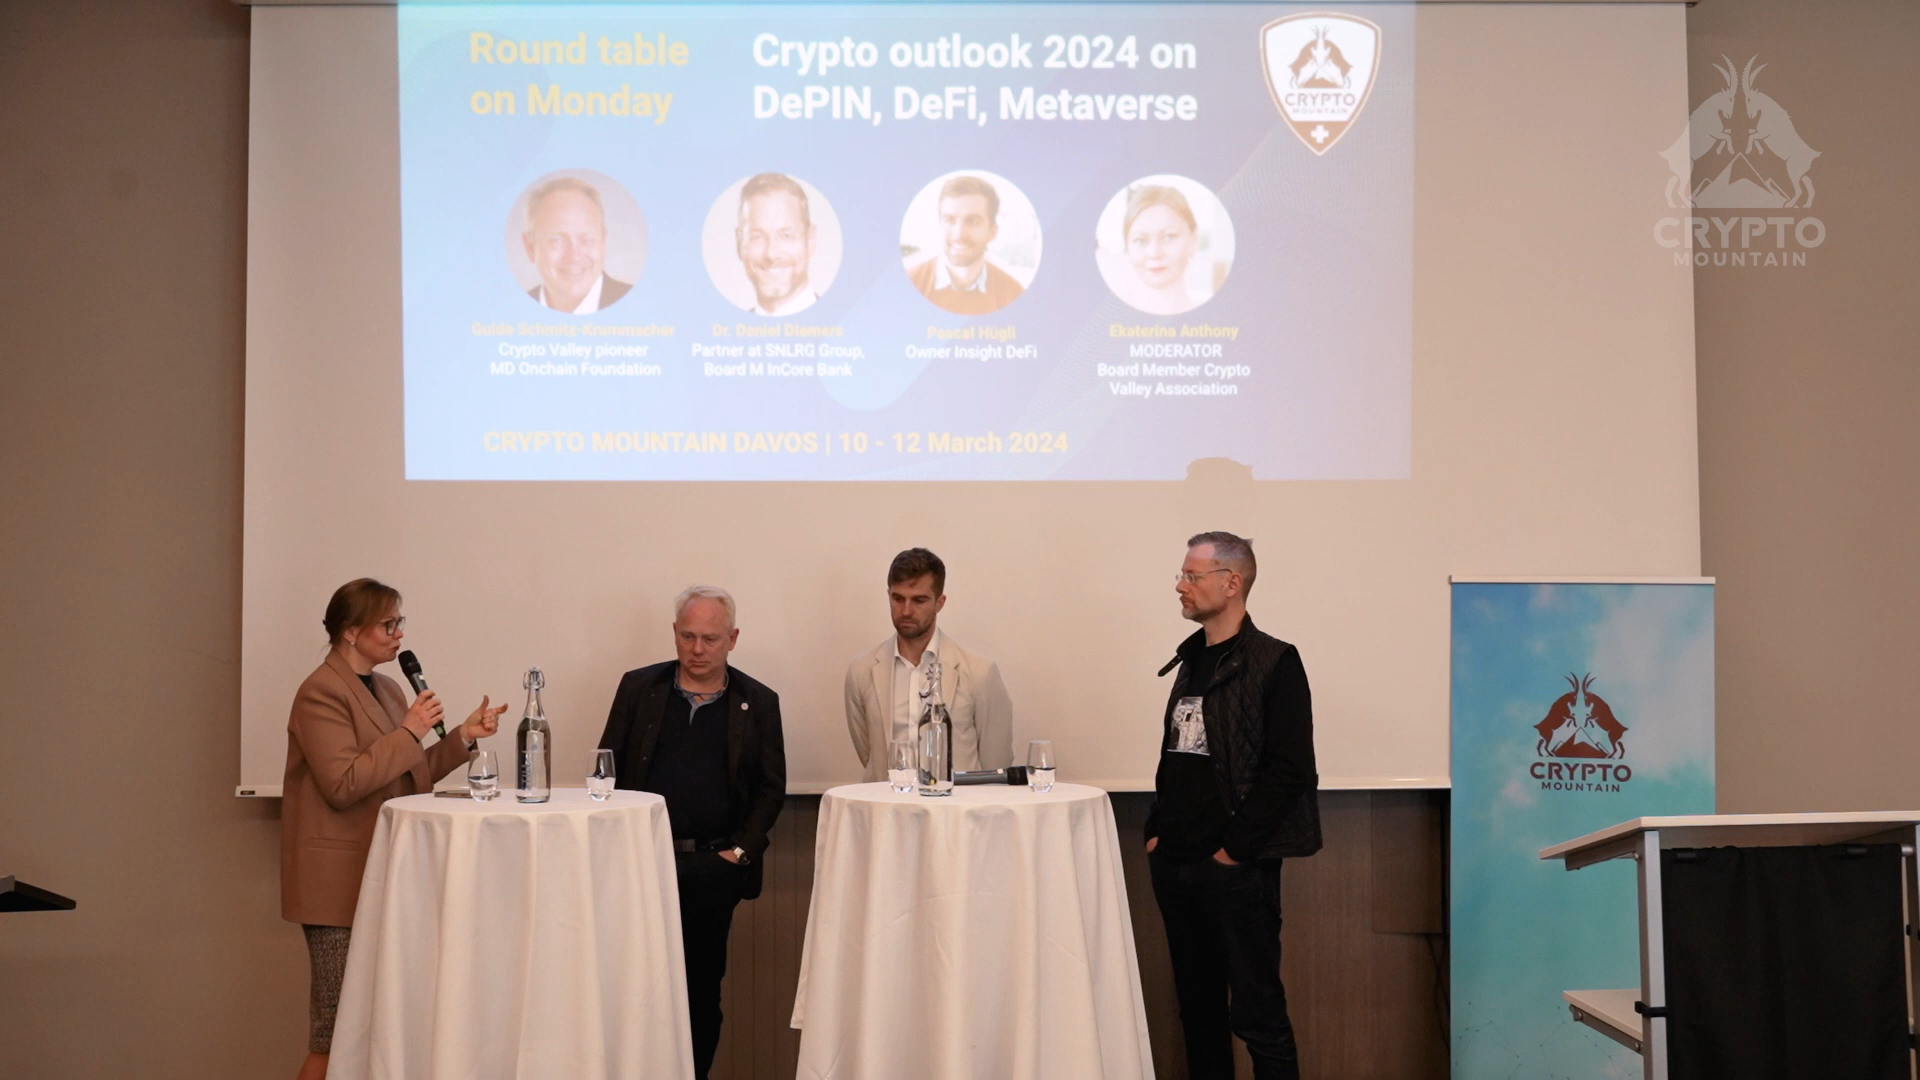 Round table
on Monday
Crypto outlook 2024 on
DePIN, DeFi, Metaverse
CRYPTO
MOUNTAIN
Guido Schmitz-Krummacher
Crypto Valley pioneer
MD Onchain Foundation
Dr. Daniel Diemers
Partner at SNLRG Group,
Board M InCore Bank
Pascal Hügli
Owner Insight DeFi
Ekaterina Anthony
MODERATOR
Board Member Crypto
Valley Association
CRYPTO MOUNTAIN DAVOS | 10 - 12 March 2024
CRYPTO
MOUNTAIN
CRYPTO
MOUNTAIN